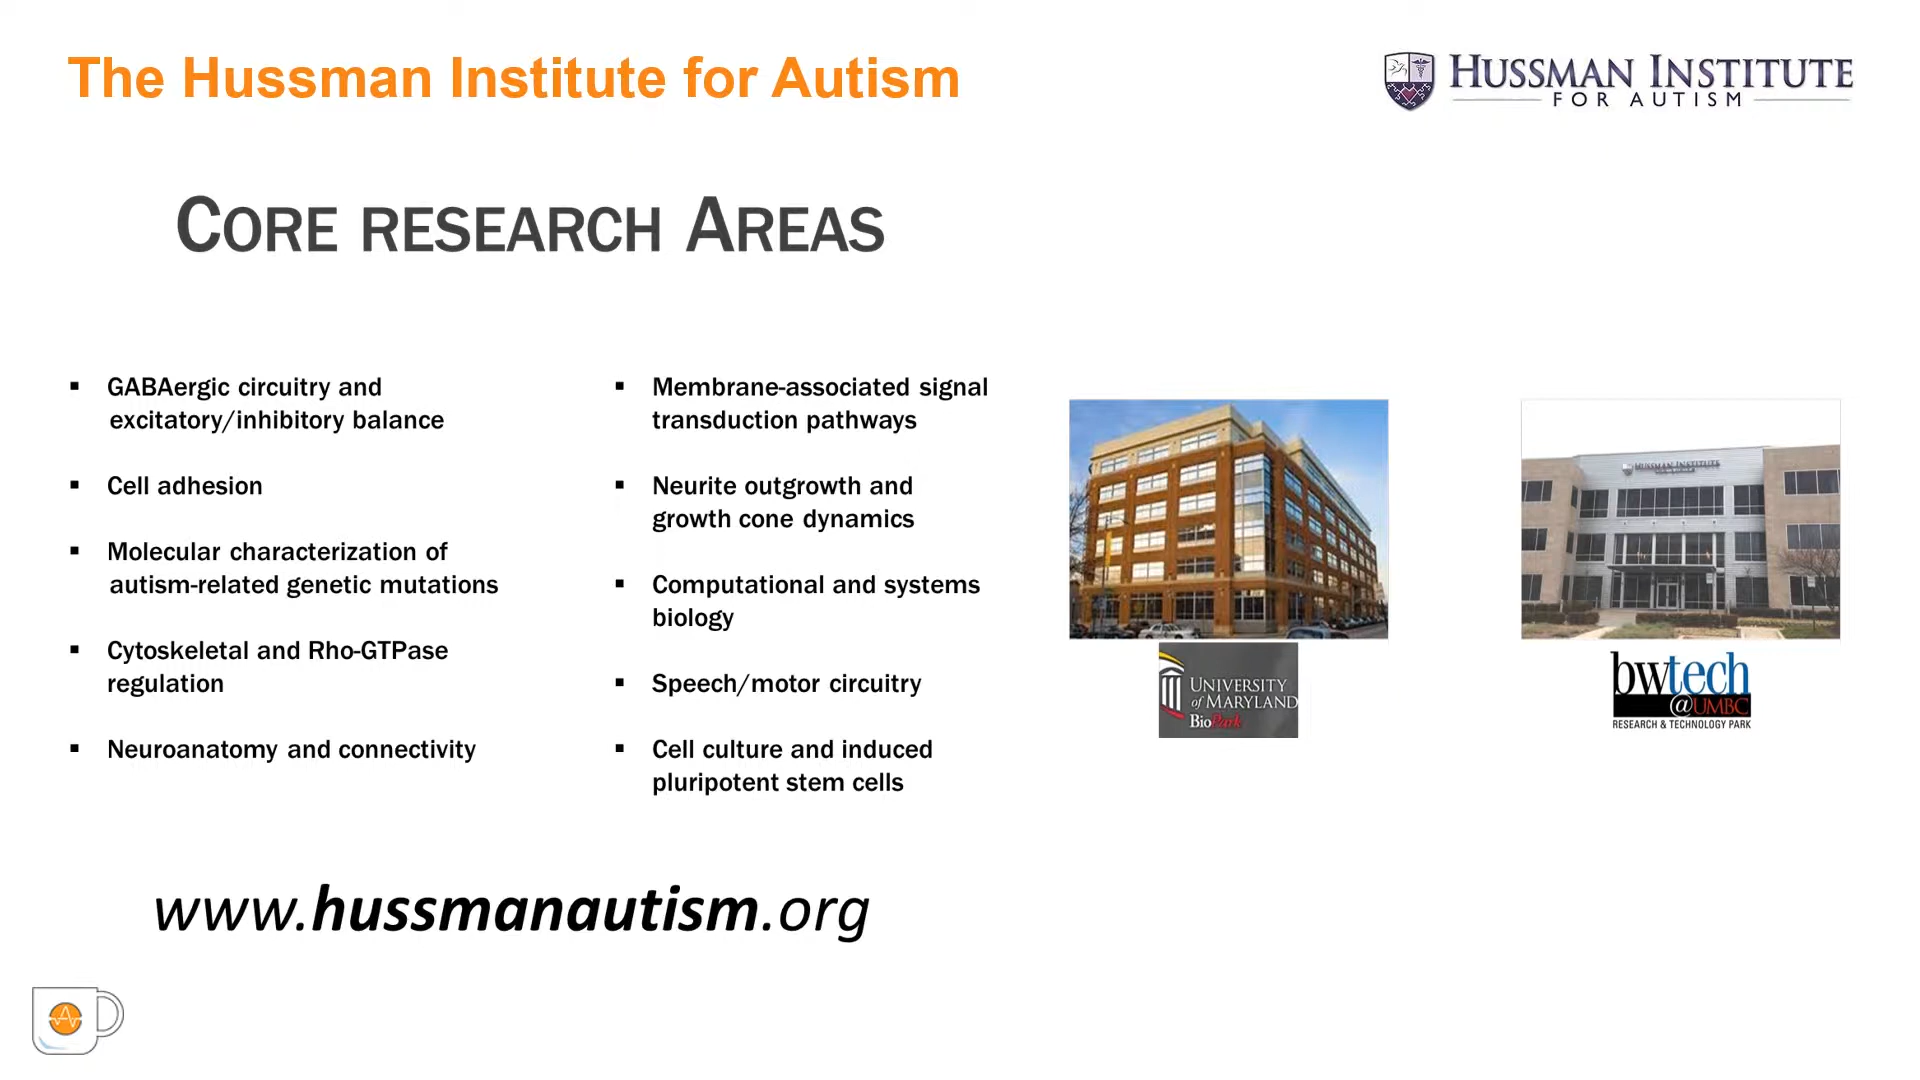 The Hussman Institute for Autism
HUSSMAN INSTITUTE
FOR AUTISM
CORE RESEARCH AREAS
▪ GABAergic circuitry and
excitatory/inhibitory balance
▪ Cell adhesion
▪ Molecular characterization of
autism-related genetic mutations
▪ Cytoskeletal and Rho-GTPase
regulation
▪ Neuroanatomy and connectivity
▪ Membrane-associated signal
transduction pathways
▪ Neurite outgrowth and
growth cone dynamics
▪ Computational and systems
biology
▪ Speech/motor circuitry
▪ Cell culture and induced
pluripotent stem cells
HUSSMAN INSTITUTE
UNIVERSITY
of MARYLAND
BioPark
bwtech
@UMBC
RESEARCH & TECHNOLOGY PARK
www.hussmanautism.org